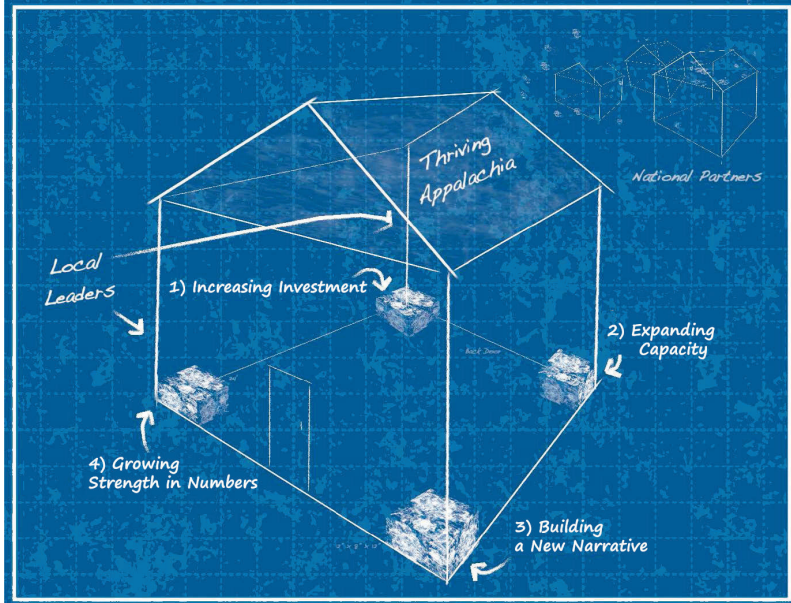 Thriving
Appalachia
National Partners
Local
Leaders
1) Increasing Investment
2) Expanding
Capacity
Back Door
4) Growing
Strength in Numbers
3) Building
a New Narrative